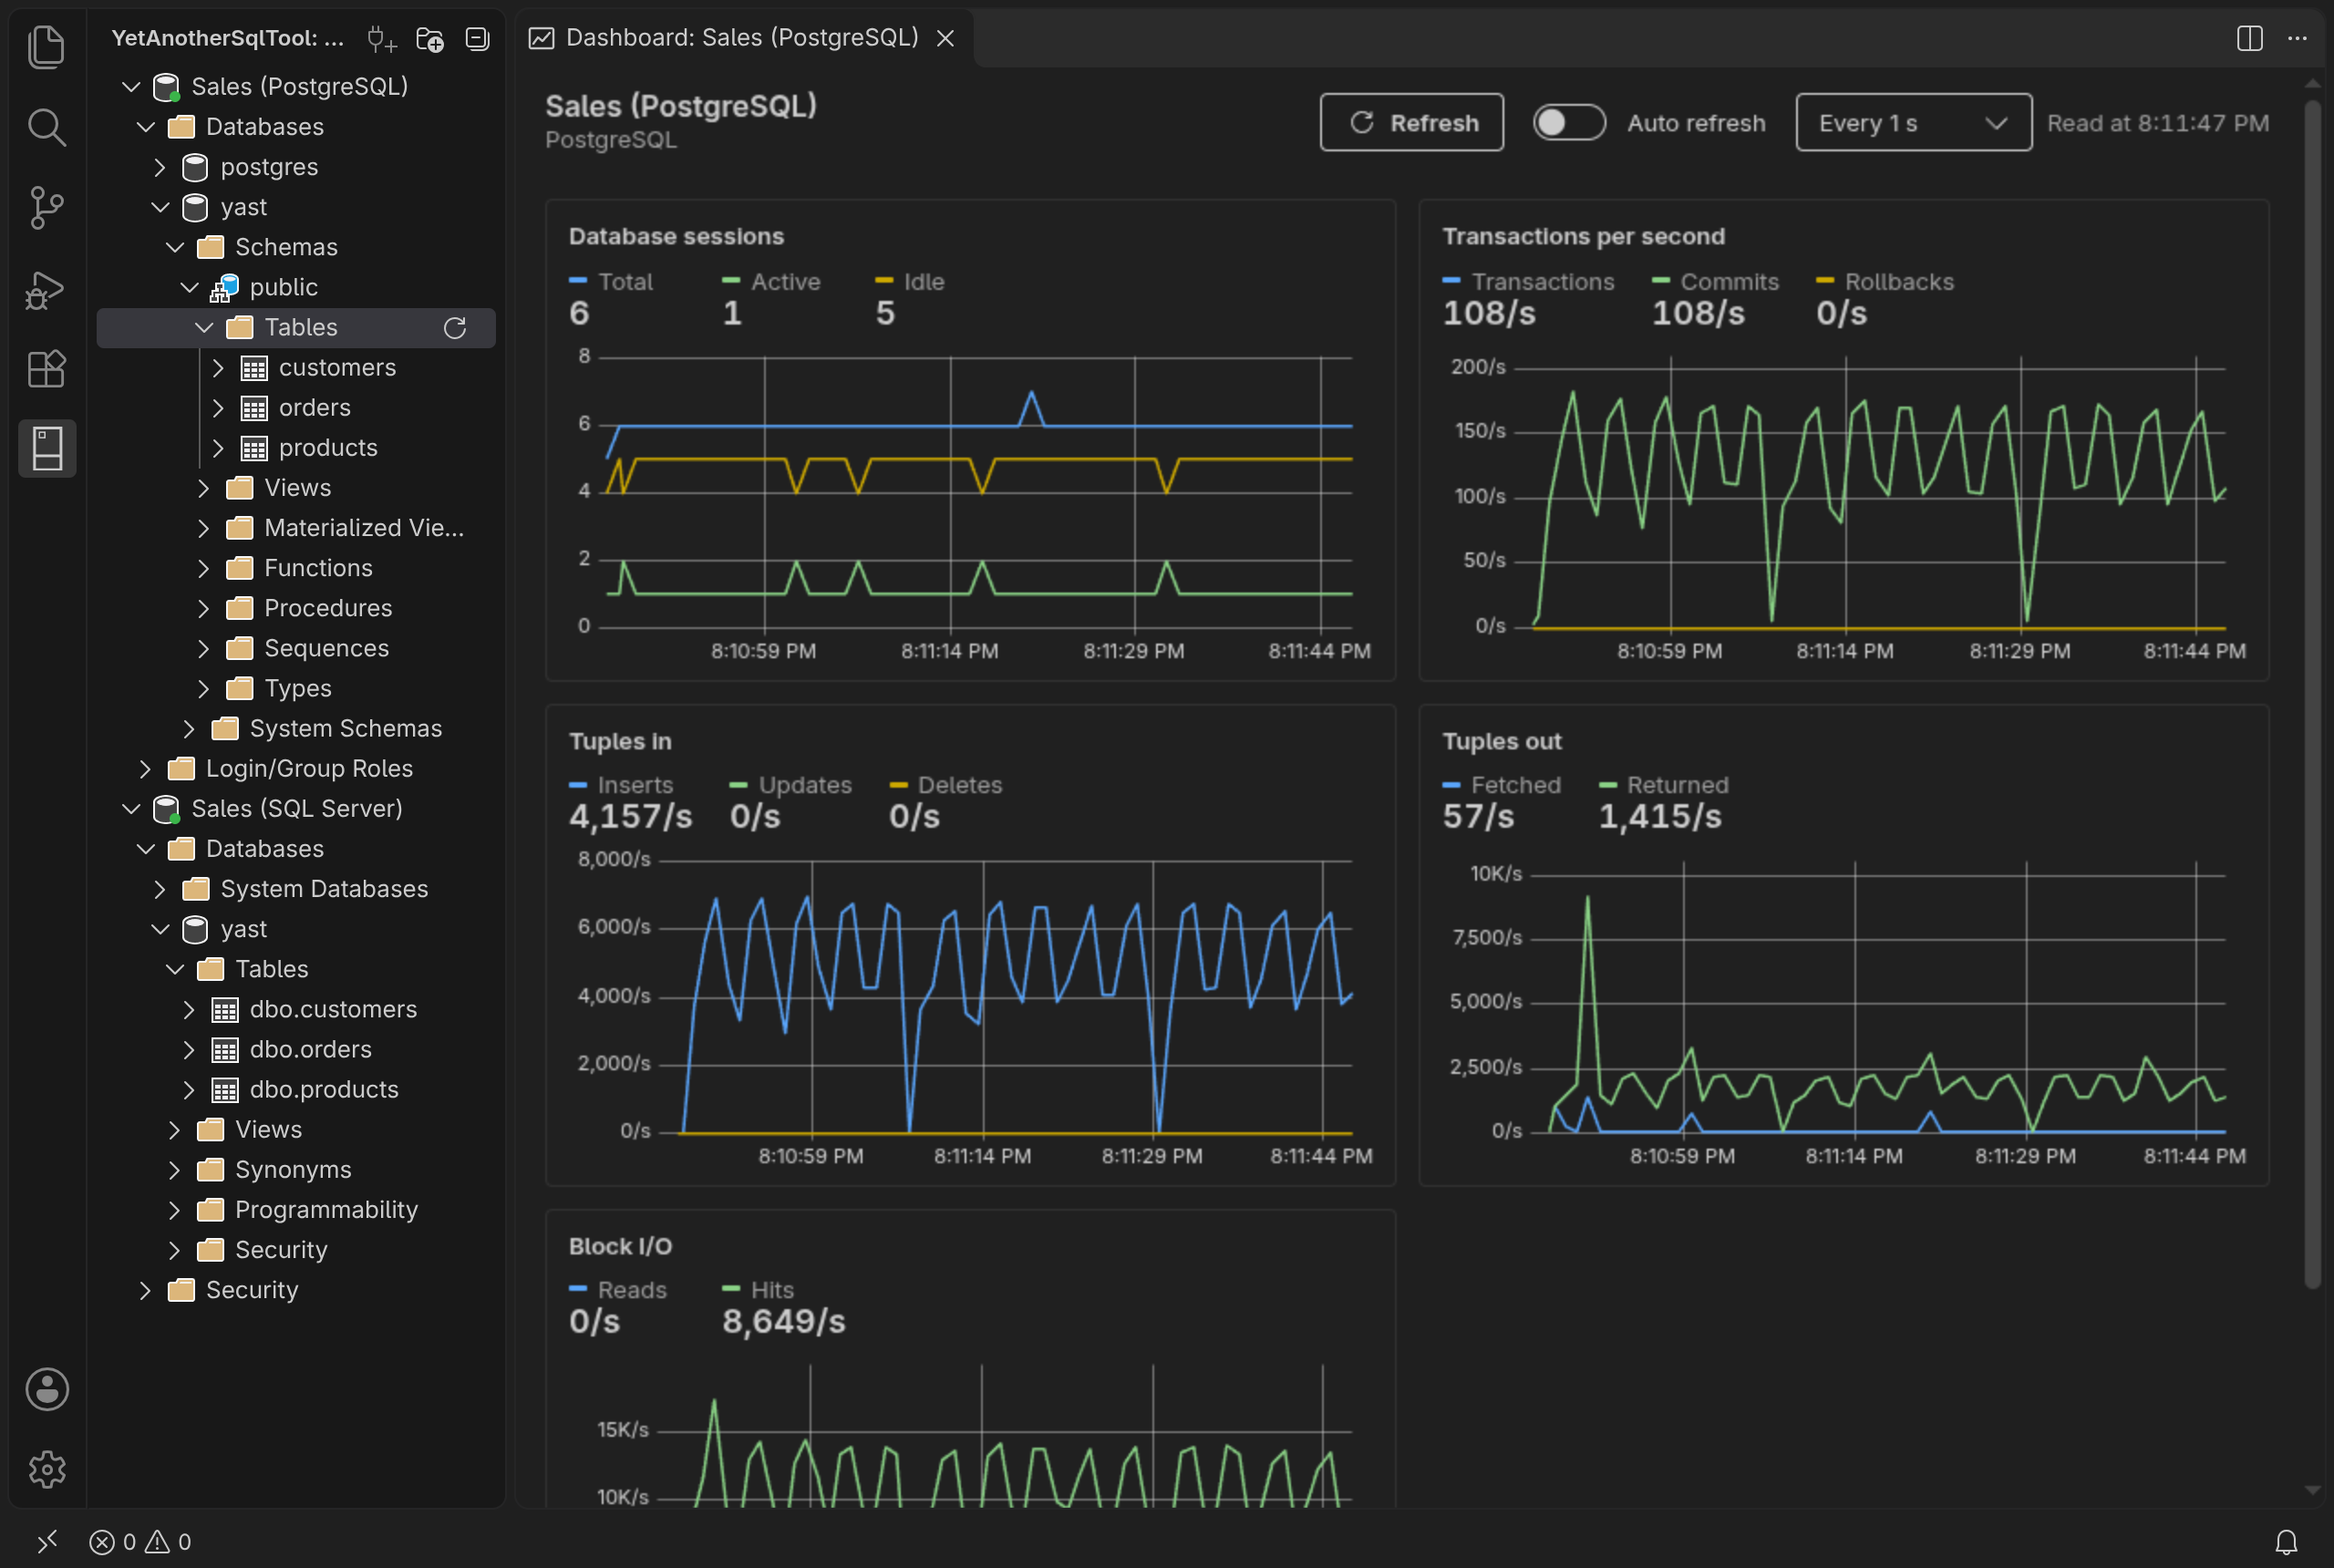 YetAnotherSqlTool: ...
Sales (PostgreSQL)
Databases
postgres
yast
Schemas
public
Tables
customers
orders
products
Views
Materialized Vie...
Functions
Procedures
Sequences
Types
System Schemas
Login/Group Roles
Sales (SQL Server)
Databases
System Databases
yast
Tables
dbo.customers
dbo.orders
dbo.products
Views
Synonyms
Programmability
Security
Security
Dashboard: Sales (PostgreSQL)
Sales (PostgreSQL)
PostgreSQL
Refresh
Auto refresh
Every 1 s
Read at 8:11:47 PM
Database sessions
Total Active Idle
6 1 5
8
6
4
2
0
8:10:59 PM 8:11:14 PM 8:11:29 PM 8:11:44 PM
Transactions per second
Transactions Commits Rollbacks
108/s 108/s 0/s
200/s
150/s
100/s
50/s
0/s
8:10:59 PM 8:11:14 PM 8:11:29 PM 8:11:44 PM
Tuples in
Inserts Updates Deletes
4,157/s 0/s 0/s
8,000/s
6,000/s
4,000/s
2,000/s
0/s
8:10:59 PM 8:11:14 PM 8:11:29 PM 8:11:44 PM
Tuples out
Fetched Returned
57/s 1,415/s
10K/s
7,500/s
5,000/s
2,500/s
0/s
8:10:59 PM 8:11:14 PM 8:11:29 PM 8:11:44 PM
Block I/O
Reads Hits
0/s 8,649/s
15K/s
10K/s
0 0